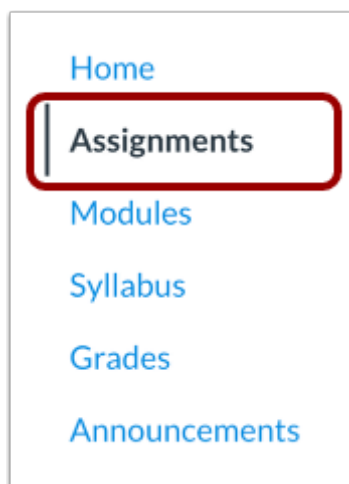 Home
Assignments
Modules
Syllabus
Grades
Announcements